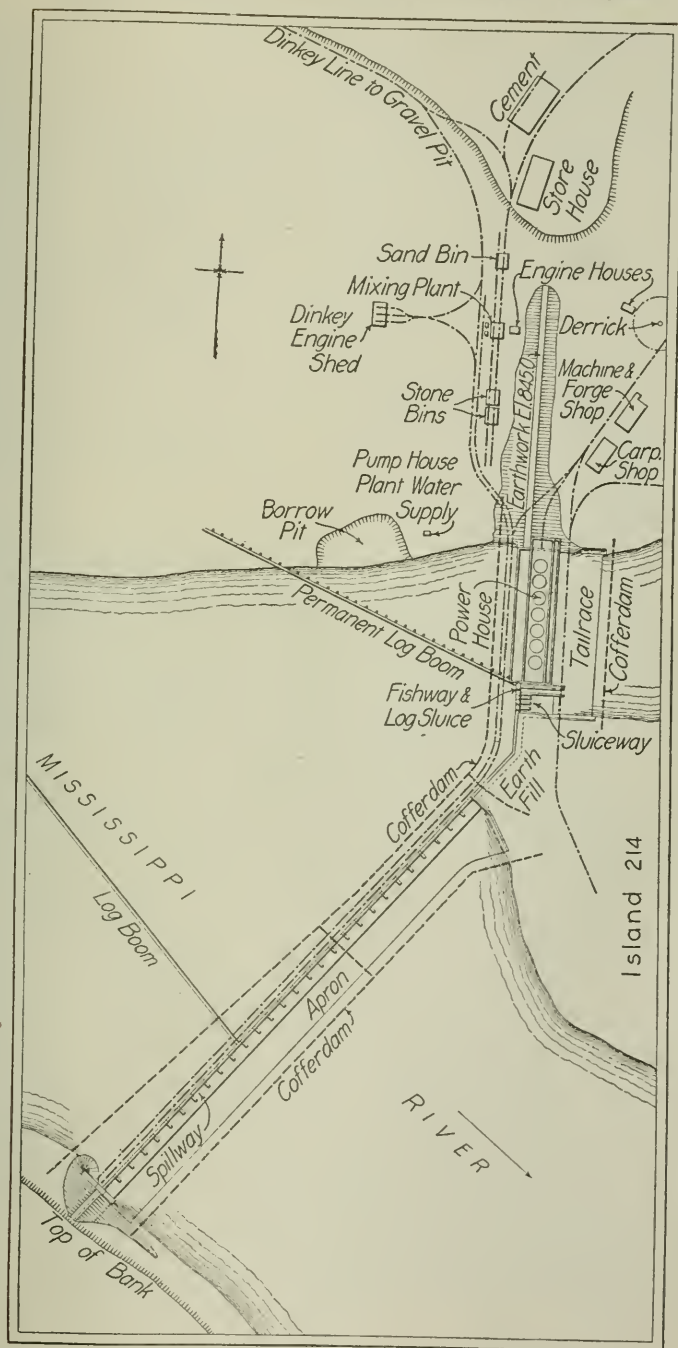 Dinkey Line to Gravel Pit
Cement
Store
House
Sand Bin
Engine Houses
Mixing Plant
Dinkey
Engine
Shed
Derrick
Earthwork El. 845.0
Machine &
Forge
Shop
Stone
Bins
Carp.
Shop
Pump House
Plant Water
Supply
Borrow
Pit
Permanent Log Boom
Power
House
Tailrace
Cofferdam
Fishway &
Log Sluice
Sluiceway
Cofferdam
Earth
Fill
MISSISSIPPI
Log Boom
Island 214
Apron
Cofferdam
Spillway
RIVER
Top of Bank